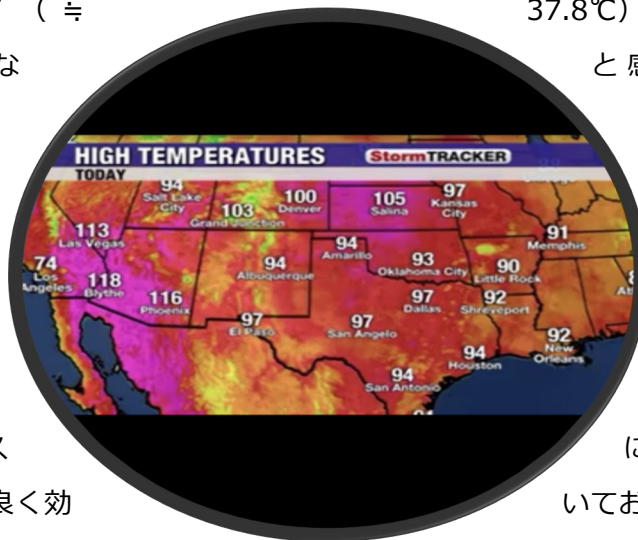 ( ≒
37.8℃)
な
と
HIGH TEMPERATURES
StormTRACKER
TODAY
94
Salt Lake
City
103
Grand Junction
100
Denver
105
Salina
97
Kansas
City
113
Las Vegas
94
Amarillo
91
Memphis
74
Los
Angeles
118
Blythe
116
Phoenix
94
Albuquerque
93
Oklahoma City
90
Little Rock
97
El Paso
97
San Angelo
97
Dallas
92
Shreveport
94
San Antonio
94
Houston
92
New
Orleans
良く効
いてお